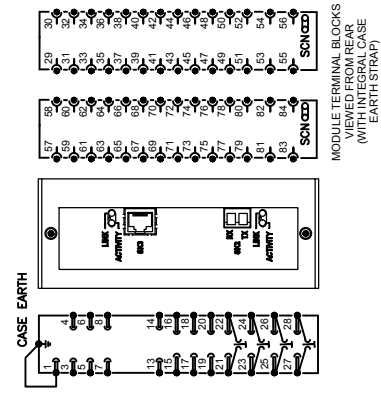 30 32 34 36 38 40 42 44 46 48 50 52 54 56
29 31 33 35 37 39 41 43 45 47 49 51 53 55
SCN
58 60 62 64 66 68 70 72 74 76 78 80 82 84
57 59 61 63 65 67 69 71 73 75 77 79 81 83
SCN
MODULE TERMINAL BLOCKS
VIEWED FROM REAR
(WITH INTEGRAL CASE
EARTH STRAP)
LINK
ACTIVITY
SK3
RX
TX
SK2
LINK
ACTIVITY
CASE EARTH
4 6 8 14 16 18 20 22 24 26 28
1 3 5 7 13 15 17 19 21 23 25 27